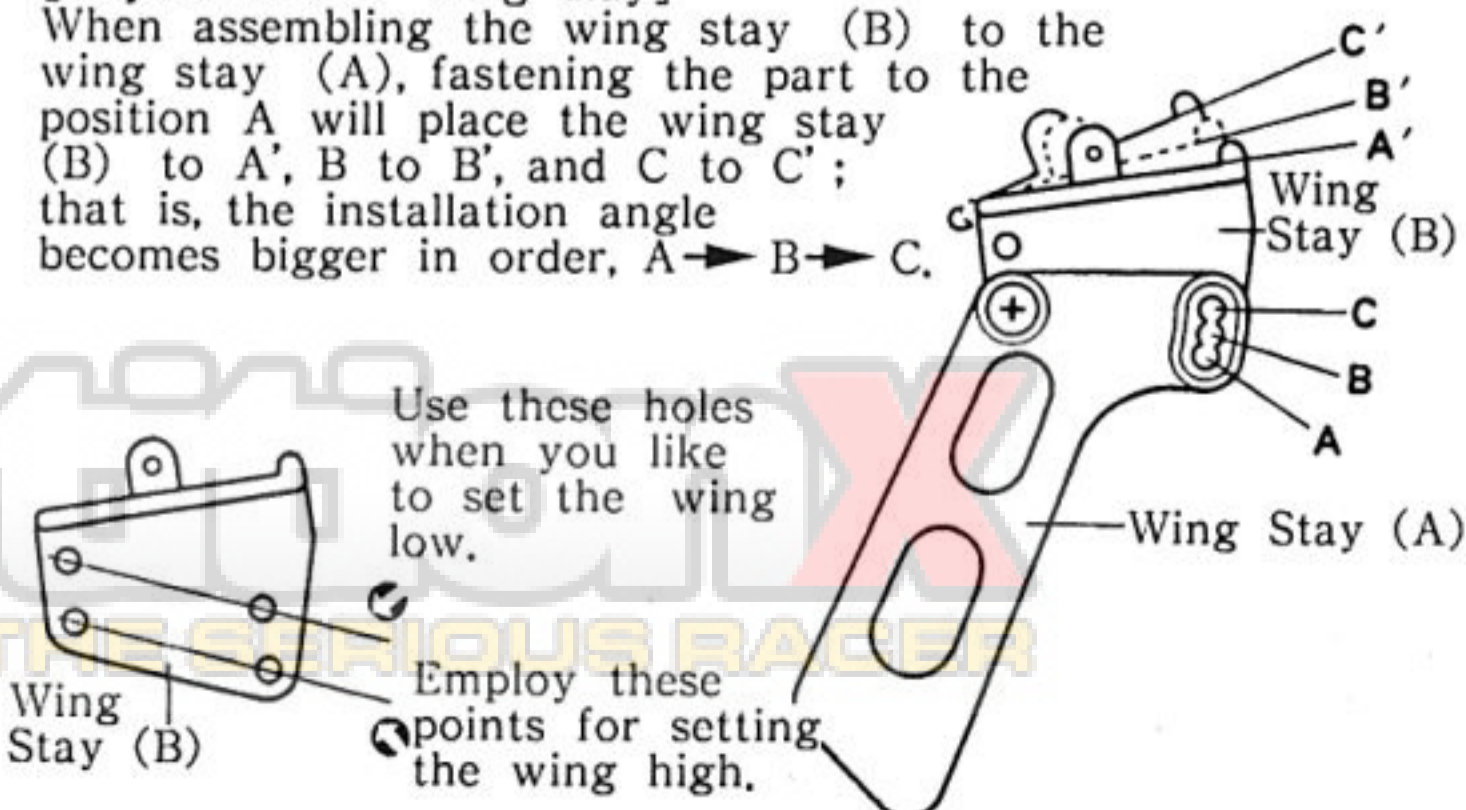 When assembling the wing stay (B) to the
wing stay (A), fastening the part to the
position A will place the wing stay
(B) to A’, B to B’, and C to C’ ;
that is, the installation angle
becomes bigger in order, A→ B→ C.
C′
B′
A′
Wing
Stay (B)
C
B
A
Wing Stay (A)
Use these holes
when you like
to set the wing
low.
Employ these
points for setting
the wing high.
Wing
Stay (B)
THE SERIOUS RACER